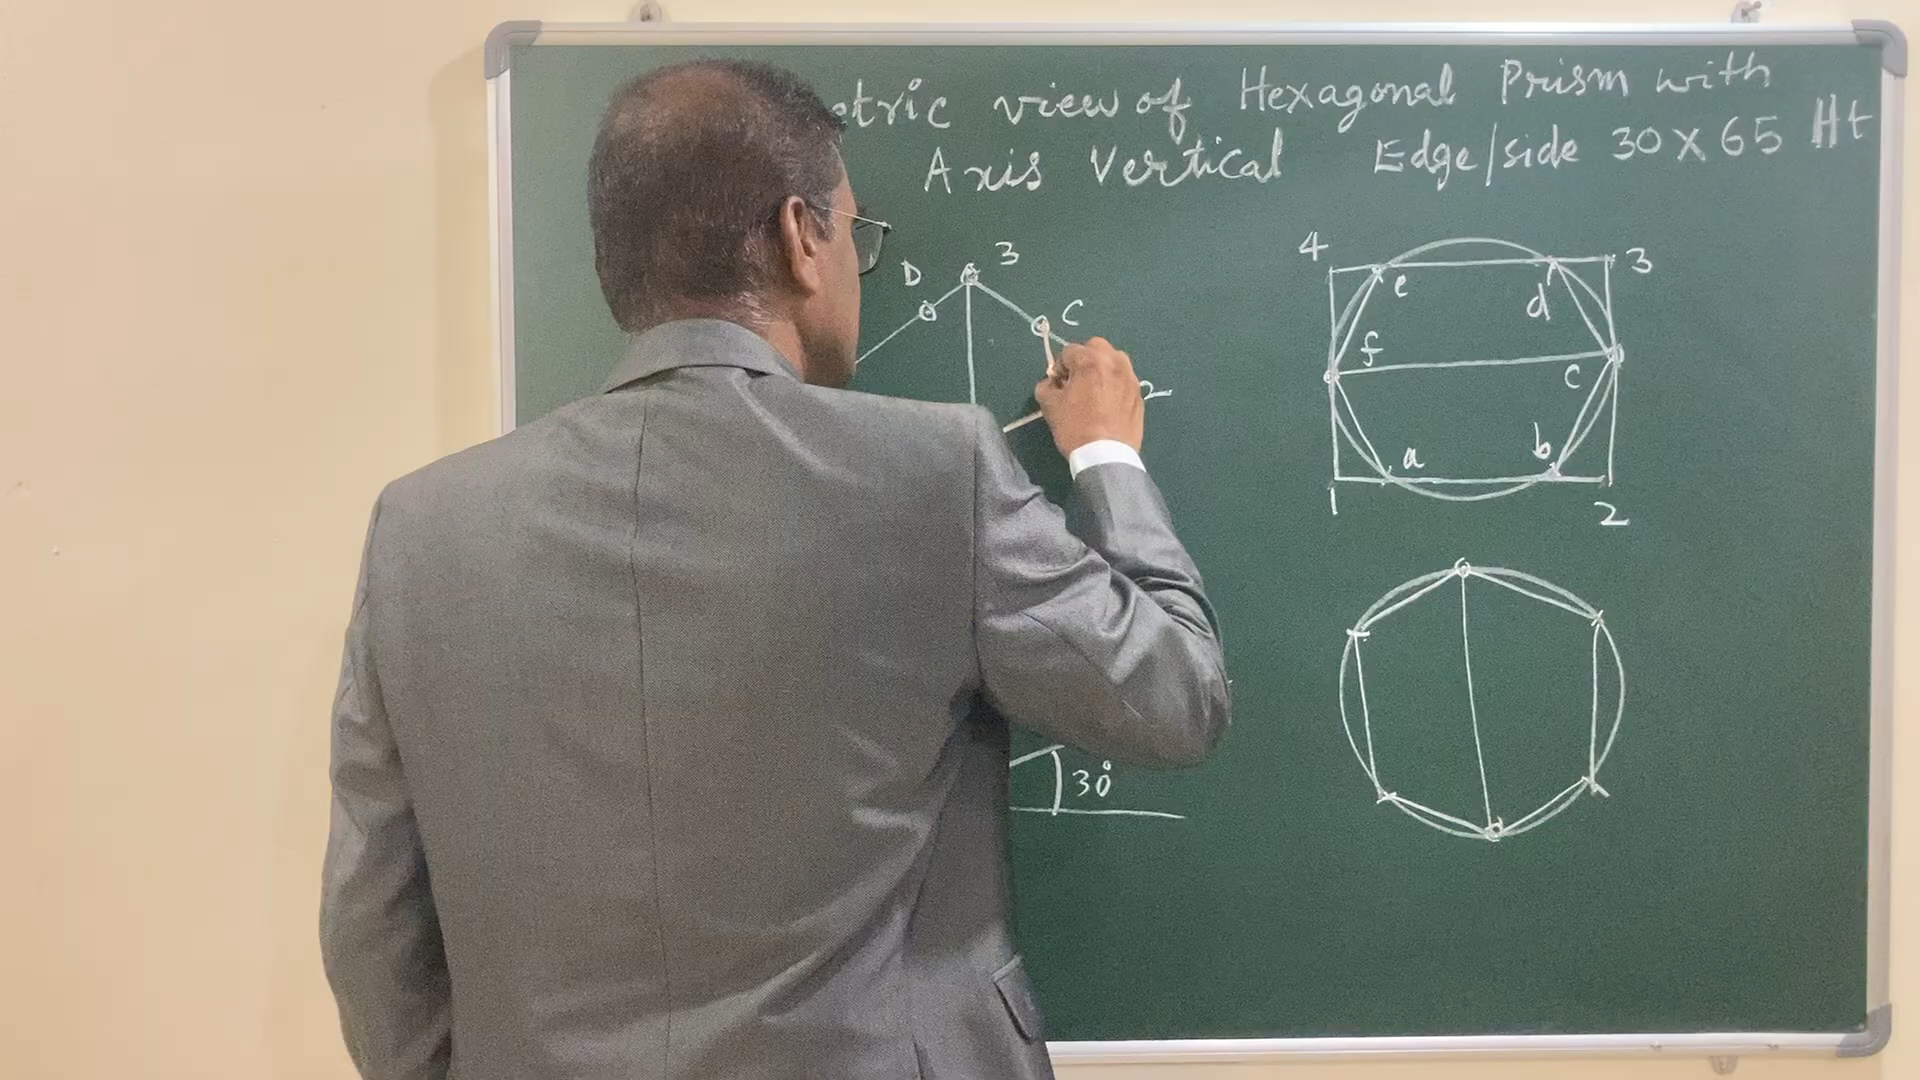 etric view of Hexagonal Prism with
Axis Vertical Edge/side 30 X 65 Ht
D 3
C
2
30°
4 3
e d
f c
a b
1 2